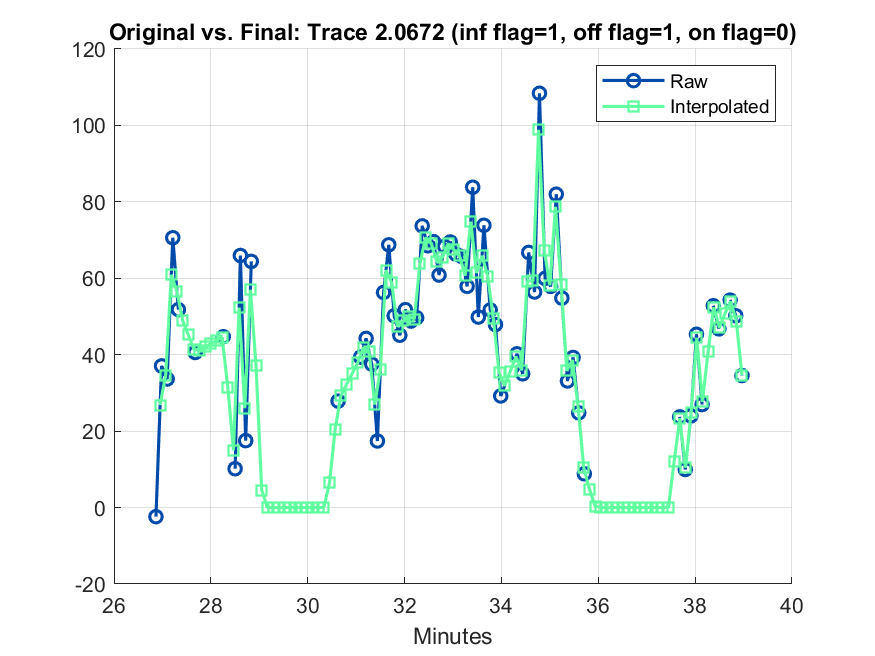 Original vs. Final: Trace 2.0672 (inf flag=1, off flag=1, on flag=0)
120
100
80
60
40
20
0
-20
Raw
Interpolated
26 28 30 32 34 36 38 40
Minutes